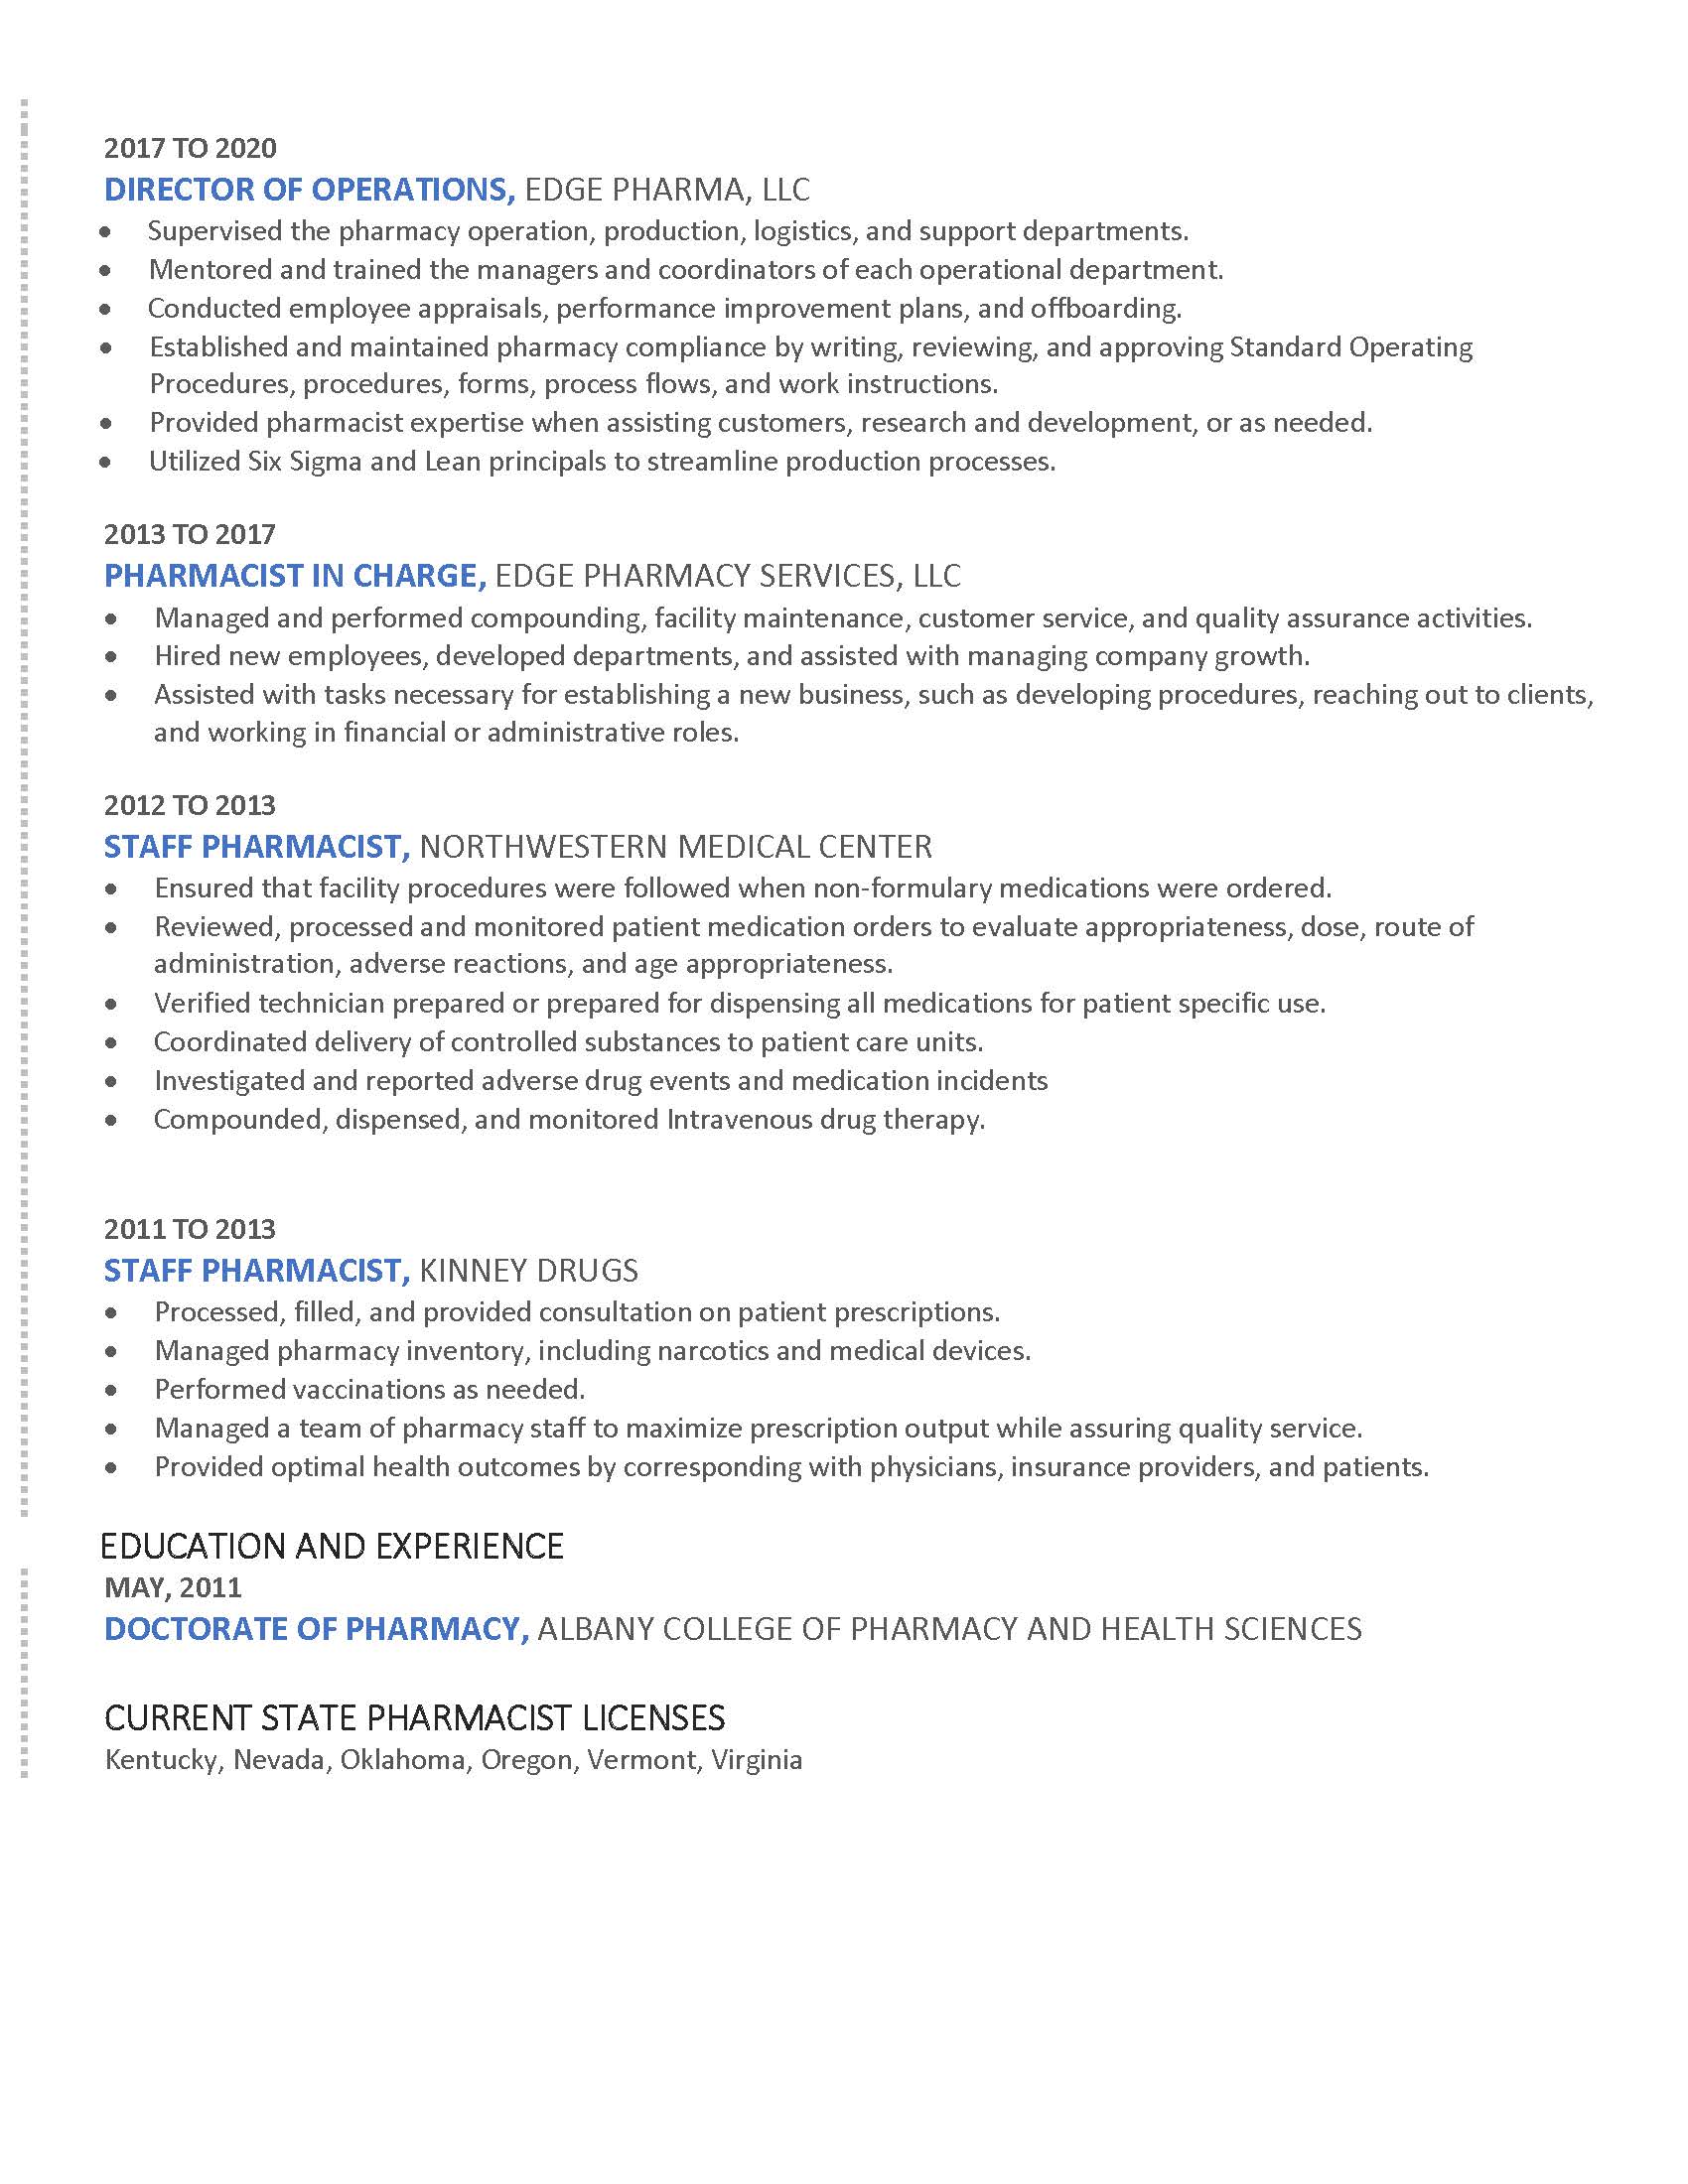 2017 TO 2020
DIRECTOR OF OPERATIONS, EDGE PHARMA, LLC
• Supervised the pharmacy operation, production, logistics, and support departments.
• Mentored and trained the managers and coordinators of each operational department.
• Conducted employee appraisals, performance improvement plans, and offboarding.
• Established and maintained pharmacy compliance by writing, reviewing, and approving Standard Operating
Procedures, procedures, forms, process flows, and work instructions.
• Provided pharmacist expertise when assisting customers, research and development, or as needed.
• Utilized Six Sigma and Lean principals to streamline production processes.
2013 TO 2017
PHARMACIST IN CHARGE, EDGE PHARMACY SERVICES, LLC
• Managed and performed compounding, facility maintenance, customer service, and quality assurance activities.
• Hired new employees, developed departments, and assisted with managing company growth.
• Assisted with tasks necessary for establishing a new business, such as developing procedures, reaching out to clients,
and working in financial or administrative roles.
2012 TO 2013
STAFF PHARMACIST, NORTHWESTERN MEDICAL CENTER
• Ensured that facility procedures were followed when non-formulary medications were ordered.
• Reviewed, processed and monitored patient medication orders to evaluate appropriateness, dose, route of
administration, adverse reactions, and age appropriateness.
• Verified technician prepared or prepared for dispensing all medications for patient specific use.
• Coordinated delivery of controlled substances to patient care units.
• Investigated and reported adverse drug events and medication incidents
• Compounded, dispensed, and monitored Intravenous drug therapy.
2011 TO 2013
STAFF PHARMACIST, KINNEY DRUGS
• Processed, filled, and provided consultation on patient prescriptions.
• Managed pharmacy inventory, including narcotics and medical devices.
• Performed vaccinations as needed.
• Managed a team of pharmacy staff to maximize prescription output while assuring quality service.
• Provided optimal health outcomes by corresponding with physicians, insurance providers, and patients.
EDUCATION AND EXPERIENCE
MAY, 2011
DOCTORATE OF PHARMACY, ALBANY COLLEGE OF PHARMACY AND HEALTH SCIENCES
CURRENT STATE PHARMACIST LICENSES
Kentucky, Nevada, Oklahoma, Oregon, Vermont, Virginia